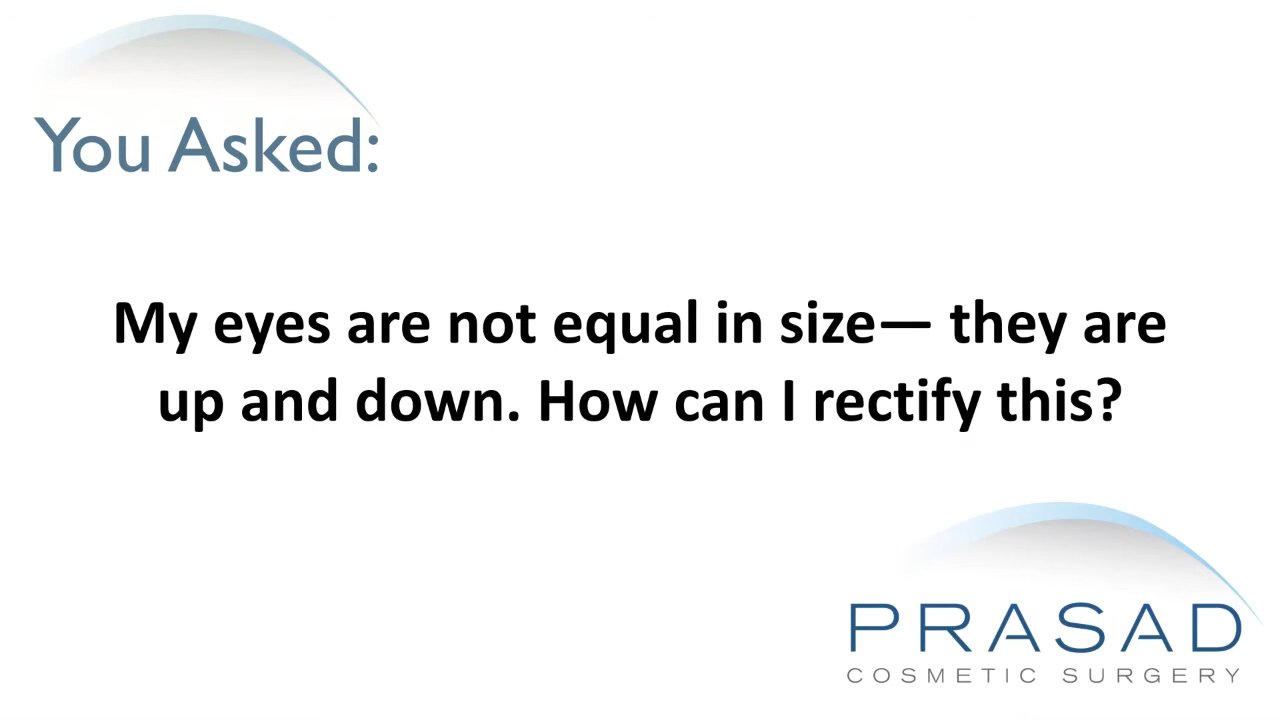 You Asked:
My eyes are not equal in size— they are
up and down. How can I rectify this?
PRASAD
COSMETIC SURGERY